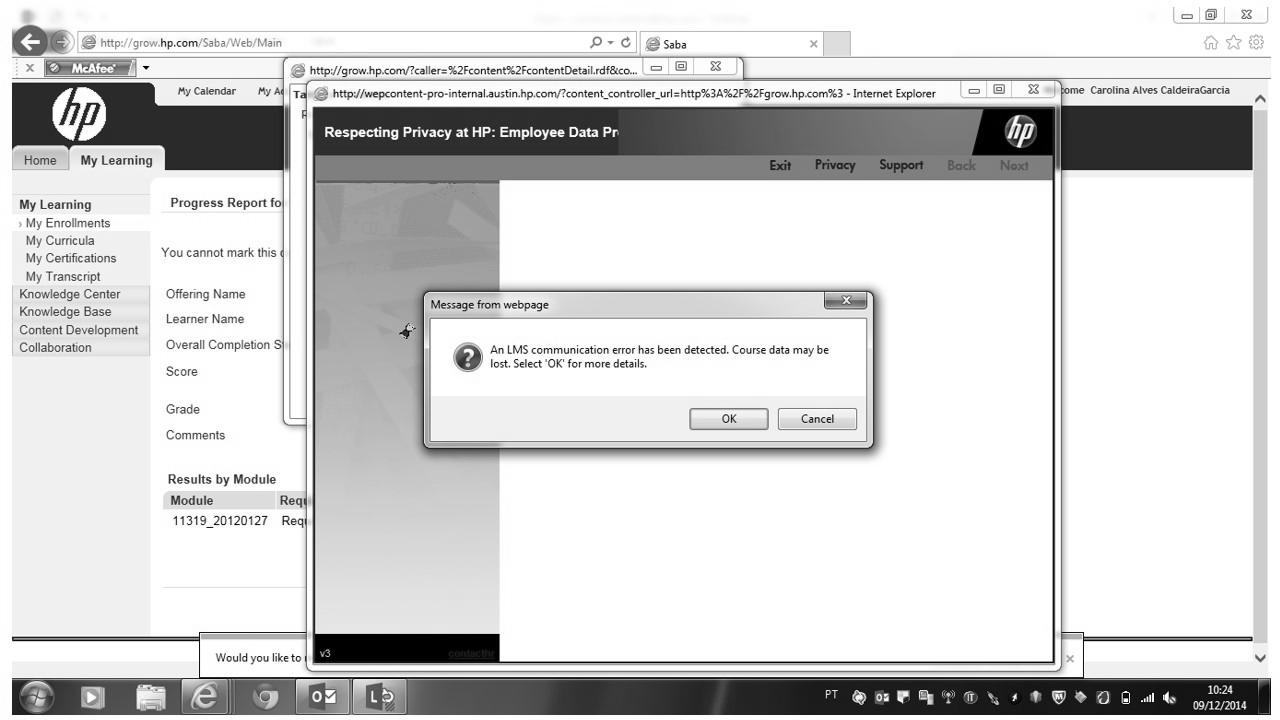 http://grow.hp.com/Saba/Web/Main
Saba
McAfee
http://grow.hp.com/?caller=%2Fcontent%2FcontentDetail.rdf&co...
http://wepcontent-pro-internal.austin.hp.com/?content_controller_url=http%3A%2F%2Fgrow.hp.com%3 - Internet Explorer
My Calendar
Carolina Alves CaldeiraGarcia
hp
Respecting Privacy at HP: Employee Data
hp
Home
My Learning
Exit
Privacy
Support
Back
Next
My Learning
My Enrollments
My Curricula
My Certifications
My Transcript
Knowledge Center
Knowledge Base
Content Development
Collaboration
Progress Report fo
You cannot mark this
Offering Name
Learner Name
Overall Completion S
Score
Grade
Comments
Results by Module
Module Requ
11319_20120127 Requ
Message from webpage
An LMS communication error has been detected. Course data may be
lost. Select 'OK' for more details.
OK
Cancel
v3
contacthr
Would you like to
PT
10:24
09/12/2014